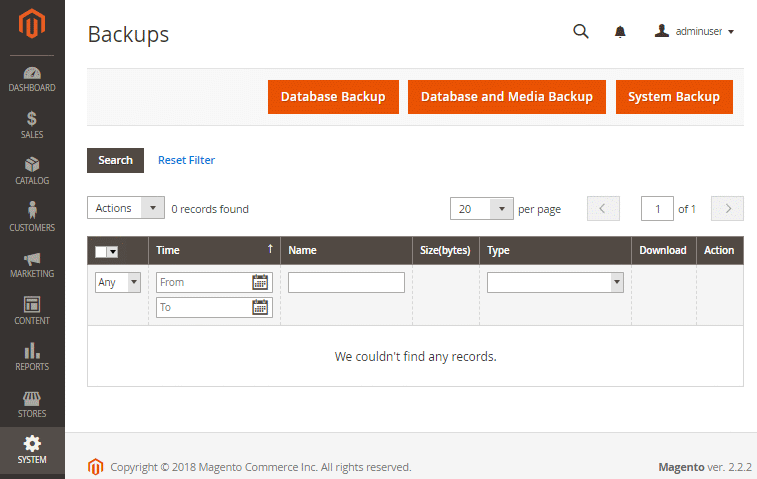 Backups
adminuser
Database Backup Database and Media Backup System Backup
Search Reset Filter
Actions 0 records found 20 per page 1 of 1
Time Name Size(bytes) Type Download Action
Any From
To
We couldn't find any records.
DASHBOARD
SALES
CATALOG
CUSTOMERS
MARKETING
CONTENT
REPORTS
STORES
SYSTEM
Copyright © 2018 Magento Commerce Inc. All rights reserved. Magento ver. 2.2.2